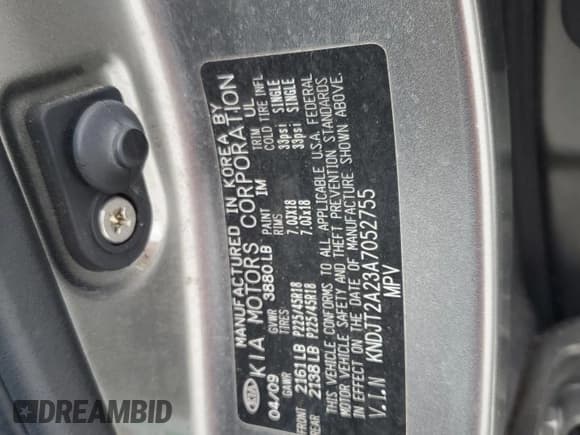 KIA
MANUFACTURED IN KOREA BY
KIA MOTORS CORPORATION
04/09 GVWR 3880LB PAINT IM TRIM UL
GAWR TIRES RIMS COLD TIRE INFL
FRONT 2161LB P225/45R18 7.0JX18 33psi SINGLE
REAR 2138LB P225/45R18 7.0JX18 33psi SINGLE
THIS VEHICLE CONFORMS TO ALL APPLICABLE U.S.A. FEDERAL
MOTOR VEHICLE SAFETY AND THEFT PREVENTION STANDARDS
IN EFFECT ON THE DATE OF MANUFACTURE SHOWN ABOVE.
V.I.N KNDJT2A23A7052755
MPV
DREAMBID